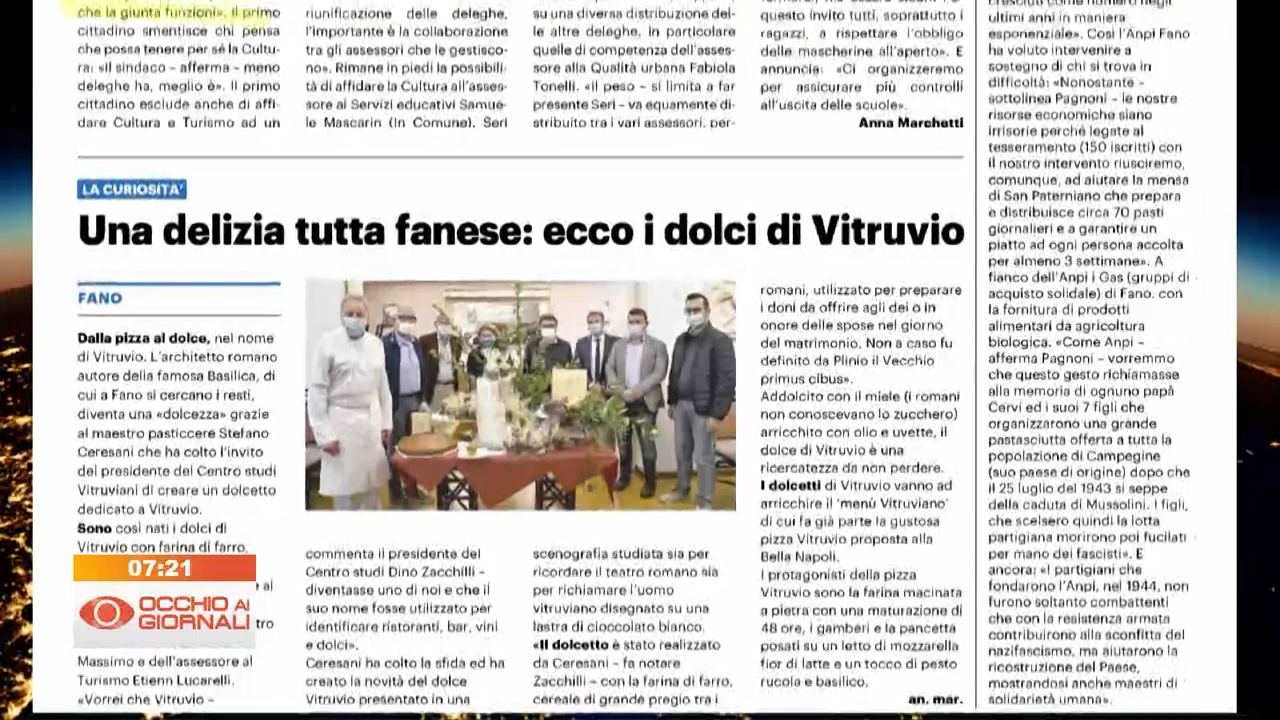 che la giunta funzioni». Il primo
cittadino smentisce chi pensa
che possa tenere per sé la Cultu-
ra: «Il sindaco – afferma – meno
deleghe ha, meglio è». Il primo
cittadino esclude anche di affi-
dare Cultura e Turismo ad un
riunificazione delle deleghe,
l'importante è la collaborazione
tra gli assessori che le gestisco-
no». Rimane in piedi la possibili-
tà di affidare la Cultura all'asses-
sore ai Servizi educativi Samue-
le Mascarin (In Comune). Seri
su una diversa distribuzione del-
le altre deleghe, in particolare
quelle di competenza dell'asses-
sore alla Qualità urbana Fabiola
Tonelli. «Il peso – si limita a far
presente Seri – va equamente di-
stribuito tra i vari assessori, per-
questo invito tutti, soprattutto i
ragazzi, a rispettare l'obbligo
delle mascherine all'aperto». E
annuncia: «Ci organizzeremo
per assicurare più controlli
all'uscita delle scuole».
Anna Marchetti
LA CURIOSITA'
Una delizia tutta fanese: ecco i dolci di Vitruvio
FANO
Dalla pizza al dolce, nel nome
di Vitruvio. L'architetto romano
autore della famosa Basilica, di
cui a Fano si cercano i resti,
diventa una «dolcezza» grazie
al maestro pasticcere Stefano
Ceresani che ha colto l'invito
del presidente del Centro studi
Vitruviani di creare un dolcetto
dedicato a Vitruvio.
Sono così nati i dolci di
Vitruvio con farina di farro,
al
tro
Massimo e dell'assessore al
Turismo Etienn Lucarelli.
«Vorrei che Vitruvio –
commenta il presidente del
Centro studi Dino Zacchilli –
diventasse uno di noi e che il
suo nome fosse utilizzato per
identificare ristoranti, bar, vini
e dolci».
Ceresani ha colto la sfida ed ha
creato la novità del dolce
Vitruvio presentato in una
scenografia studiata sia per
ricordare il teatro romano sia
per richiamare l'uomo
vitruviano disegnato su una
lastra di cioccolato bianco.
«Il dolcetto è stato realizzato
da Ceresani – fa notare
Zacchilli – con la farina di farro,
cereale di grande pregio tra i
romani, utilizzato per preparare
i doni da offrire agli dei o in
onore delle spose nel giorno
del matrimonio. Non a caso fu
definito da Plinio il Vecchio
primus cibus».
Addolcito con il miele (i romani
non conoscevano lo zucchero)
arricchito con olio e uvette, il
dolce di Vitruvio è una
ricercatezza da non perdere.
I dolcetti di Vitruvio vanno ad
arricchire il 'menù Vitruviano'
di cui fa già parte la gustosa
pizza Vitruvio proposta alla
Bella Napoli.
I protagonisti della pizza
Vitruvio sono la farina macinata
a pietra con una maturazione di
48 ore, i gamberi e la pancetta
posati su un letto di mozzarella
fior di latte e un tocco di pesto
rucola e basilico.
an. mar.
ultimi anni in maniera
esponenziale». Così l'Anpi Fano
ha voluto intervenire a
sostegno di chi si trova in
difficoltà: «Nonostante –
sottolinea Pagnoni – le nostre
risorse economiche siano
irrisorie perché legate al
tesseramento (150 iscritti) con
il nostro intervento riusciremo,
comunque, ad aiutare la mensa
di San Paterniano che prepara
e distribuisce circa 70 pasti
giornalieri e a garantire un
piatto ad ogni persona accolta
per almeno 3 settimane». A
fianco dell'Anpi i Gas (gruppi di
acquisto solidale) di Fano, con
la fornitura di prodotti
alimentari da agricoltura
biologica. «Come Anpi –
afferma Pagnoni – vorremmo
che questo gesto richiamasse
alla memoria di ognuno papà
Cervi ed i suoi 7 figli che
organizzarono una grande
pastasciutta offerta a tutta la
popolazione di Campegine
(suo paese di origine) dopo che
il 25 luglio del 1943 si seppe
della caduta di Mussolini. I figli,
che scelsero quindi la lotta
partigiana morirono poi fucilati
per mano dei fascisti». E
ancora: «I partigiani che
fondarono l'Anpi, nel 1944, non
furono soltanto combattenti
che con la resistenza armata
contribuirono alla sconfitta del
nazifascismo, ma aiutarono la
ricostruzione del Paese,
mostrandosi anche maestri di
solidarietà umana».
07:21
OCCHIO AI
GIORNALI